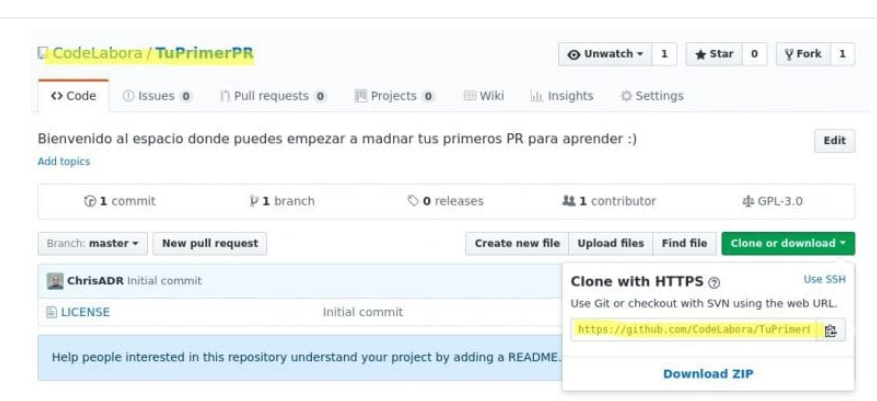 CodeLabora / TuPrimerPR
Unwatch 1 Star 0 Fork 1
Code Issues 0 Pull requests 0 Projects 0 Wiki Insights Settings
Bienvenido al espacio donde puedes empezar a madnar tus primeros PR para aprender :) Edit
Add topics
1 commit 1 branch 0 releases 1 contributor GPL-3.0
Branch: master New pull request Create new file Upload files Find file Clone or download
ChrisADR Initial commit
LICENSE Initial commit
Help people interested in this repository understand your project by adding a README.
Clone with HTTPS ? Use SSH
Use Git or checkout with SVN using the web URL.
https://github.com/CodeLabora/TuPrimer
Download ZIP